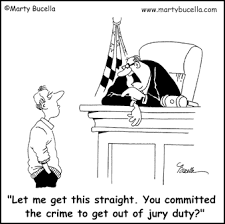 ©Marty Bucella www.martybucella.com
Bucella
"Let me get this straight. You committed
the crime to get out of jury duty?"